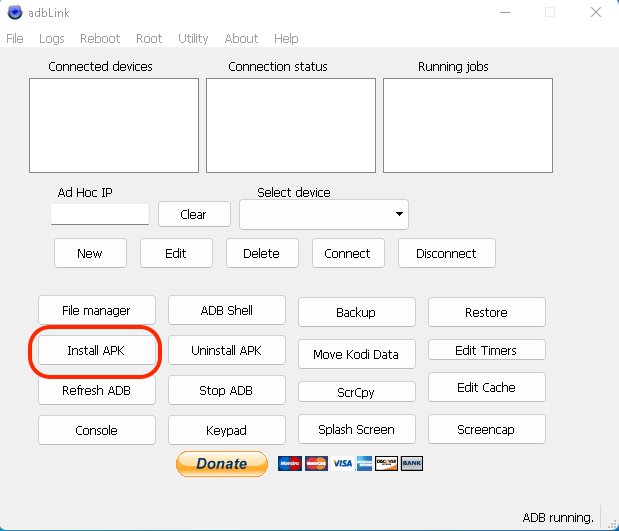 adbLink
File Logs Reboot Root Utility About Help
Connected devices Connection status Running jobs
Ad Hoc IP Select device
Clear
New Edit Delete Connect Disconnect
File manager ADB Shell Backup Restore
Install APK Uninstall APK Move Kodi Data Edit Timers
Refresh ADB Stop ADB ScrCpy Edit Cache
Console Keypad Splash Screen Screencap
Donate Maestro MasterCard VISA DISCOVER BANK
ADB running.